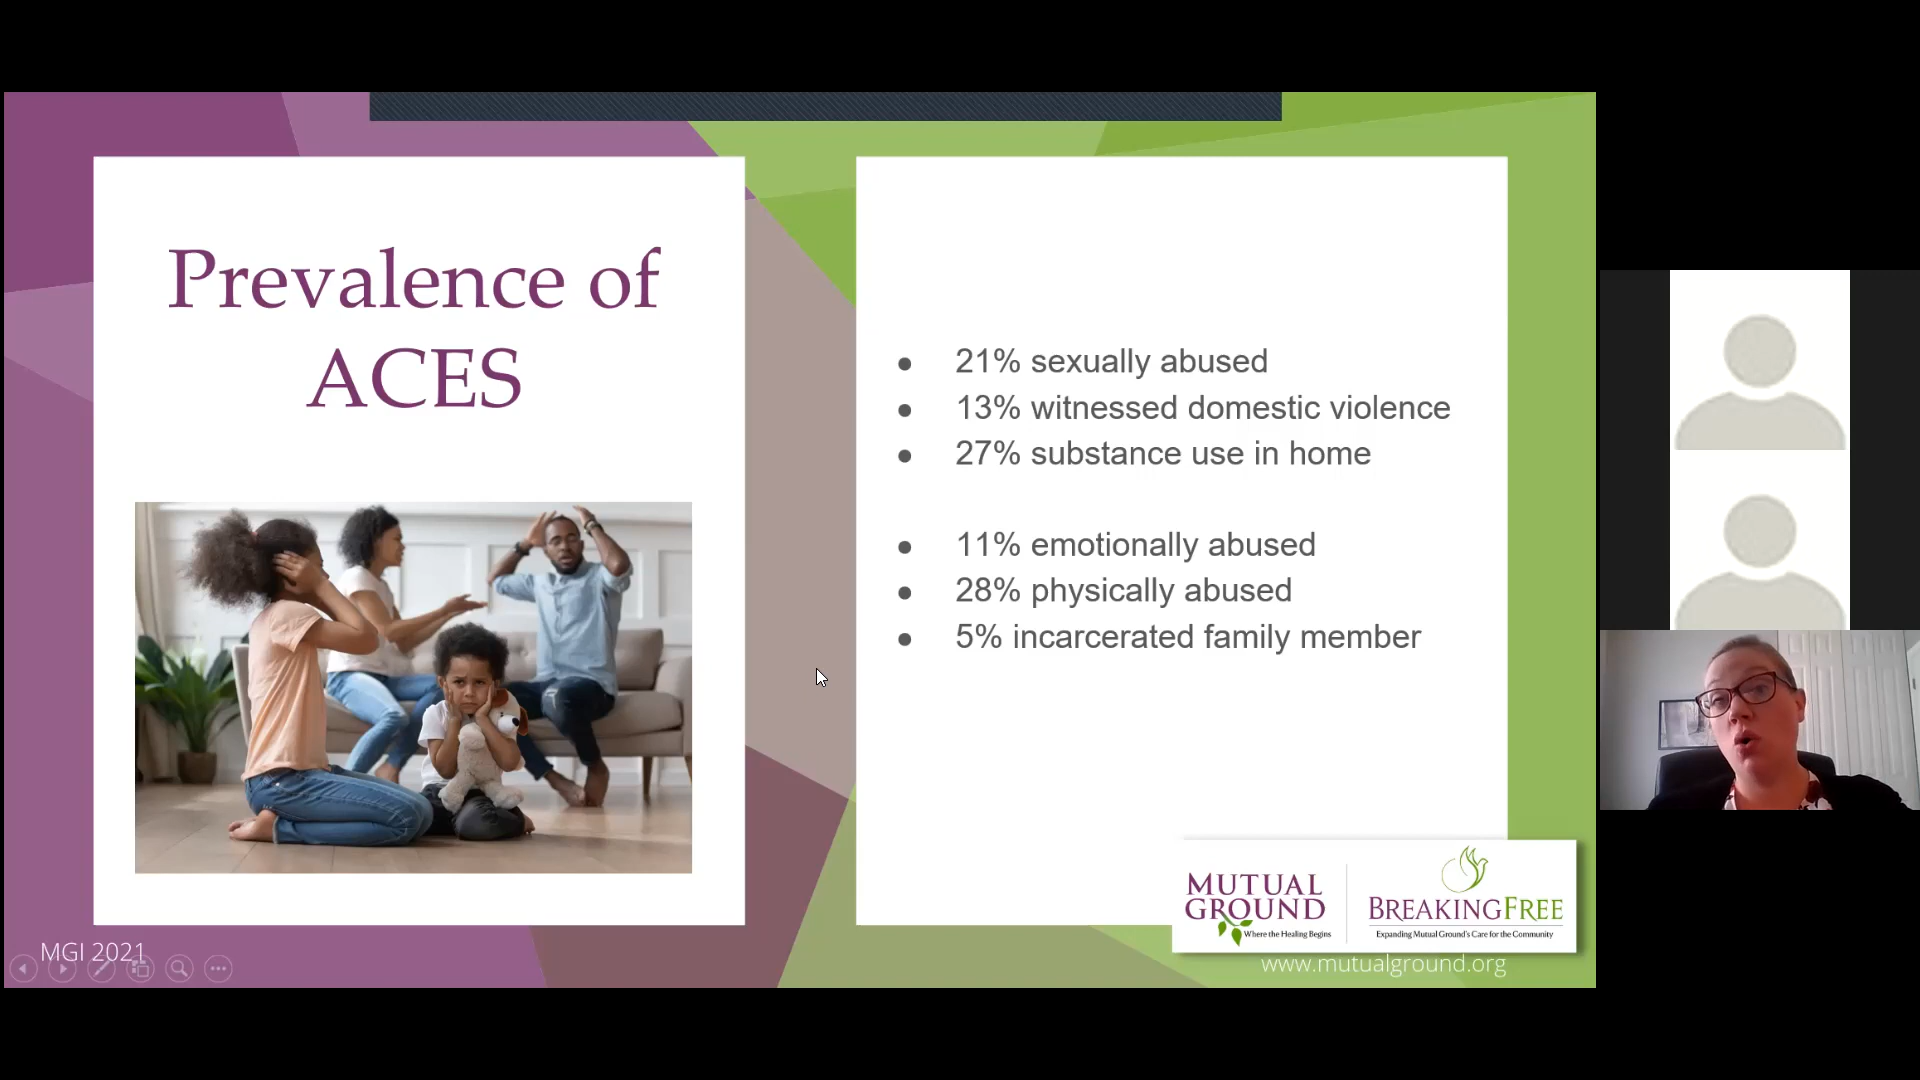 Prevalence of
ACES
● 21% sexually abused
● 13% witnessed domestic violence
● 27% substance use in home
● 11% emotionally abused
● 28% physically abused
● 5% incarcerated family member
MUTUAL
GROUND
Where the Healing Begins
BREAKINGFREE
Expanding Mutual Ground's Care for the Community
MGI 2021
www.mutualground.org